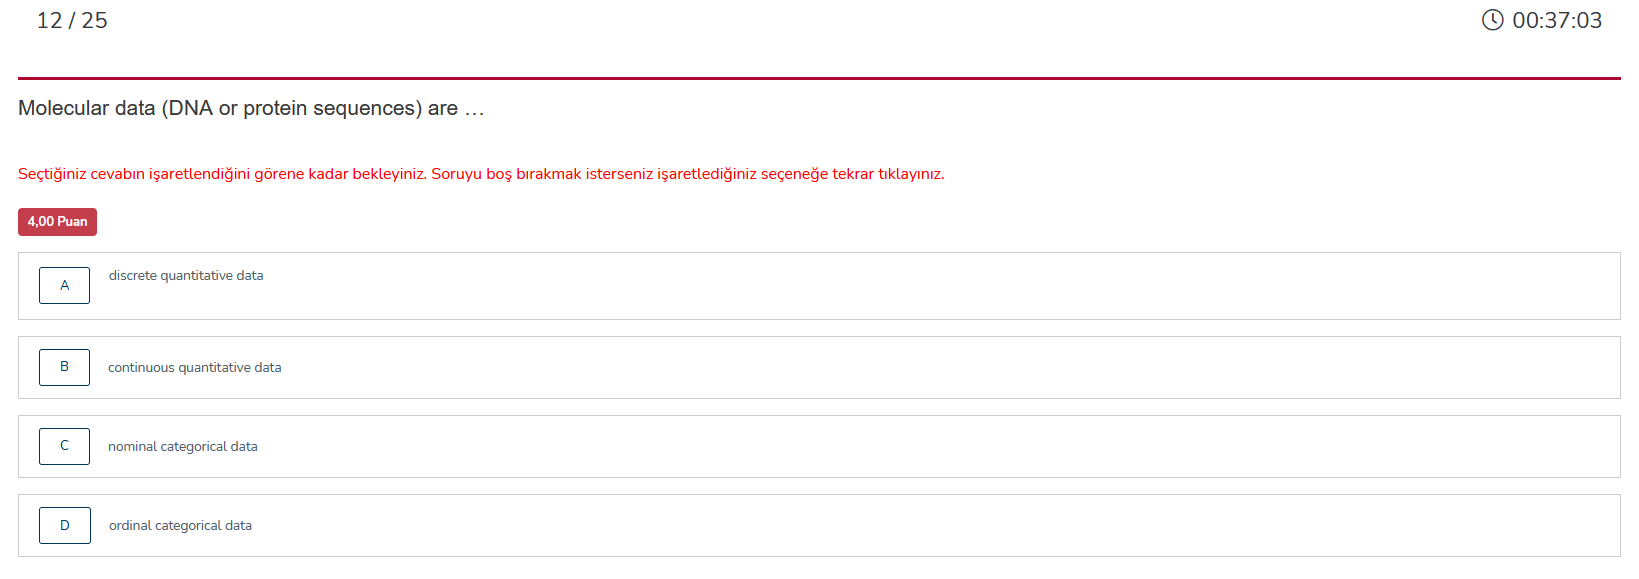 12 / 25
00:37:03
Molecular data (DNA or protein sequences) are …
Seçtiğiniz cevabın işaretlendiğini görene kadar bekleyiniz. Soruyu boş bırakmak isterseniz işaretlediğiniz seçeneğe tekrar tıklayınız.
4,00 Puan
A discrete quantitative data
B continuous quantitative data
C nominal categorical data
D ordinal categorical data